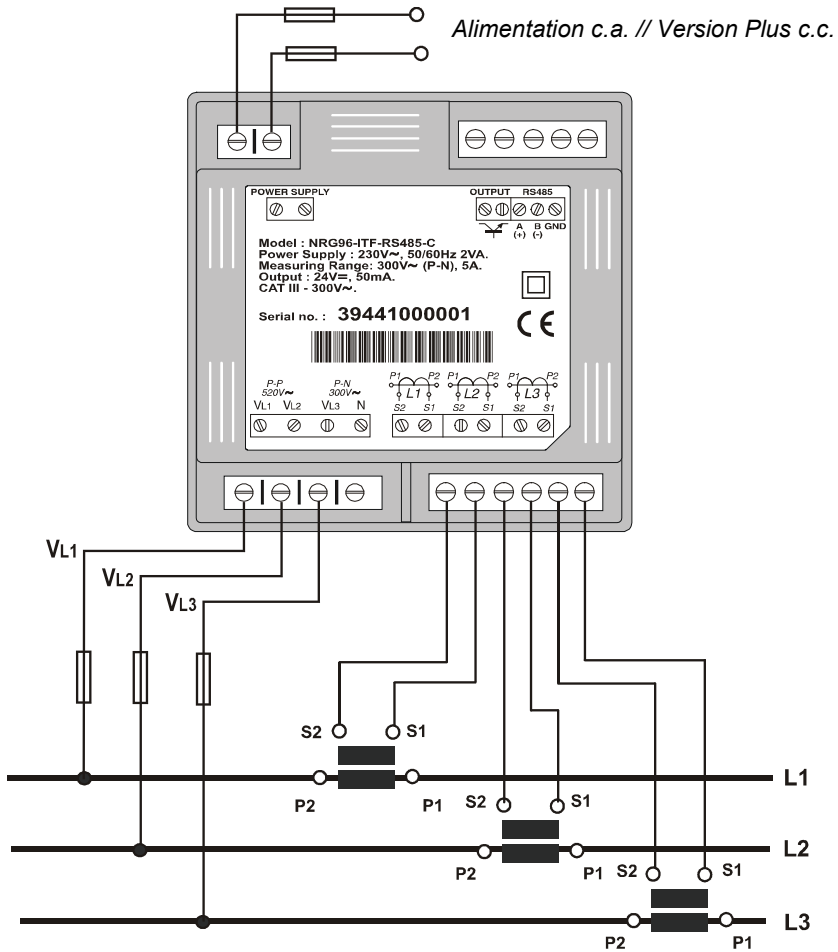 Alimentation c.a. // Version Plus c.c.
POWER SUPPLY
OUTPUT RS485
A B GND
(+) (-)
Model : NRG96-ITF-RS485-C
Power Supply : 230V~, 50/60Hz 2VA.
Measuring Range: 300V~ (P-N), 5A.
Output : 24V⎓, 50mA.
CAT III - 300V~.
Serial no. : 39441000001
CE
P-P P-N
520V~ 300V~
VL1 VL2 VL3 N
P1 P2 P1 P2 P1 P2
L1 L2 L3
S2 S1 S2 S1 S2 S1
VL1
VL2
VL3
S2 S1
P2 P1 L1
S2 S1
P2 P1 L2
S2 S1
P2 P1 L3